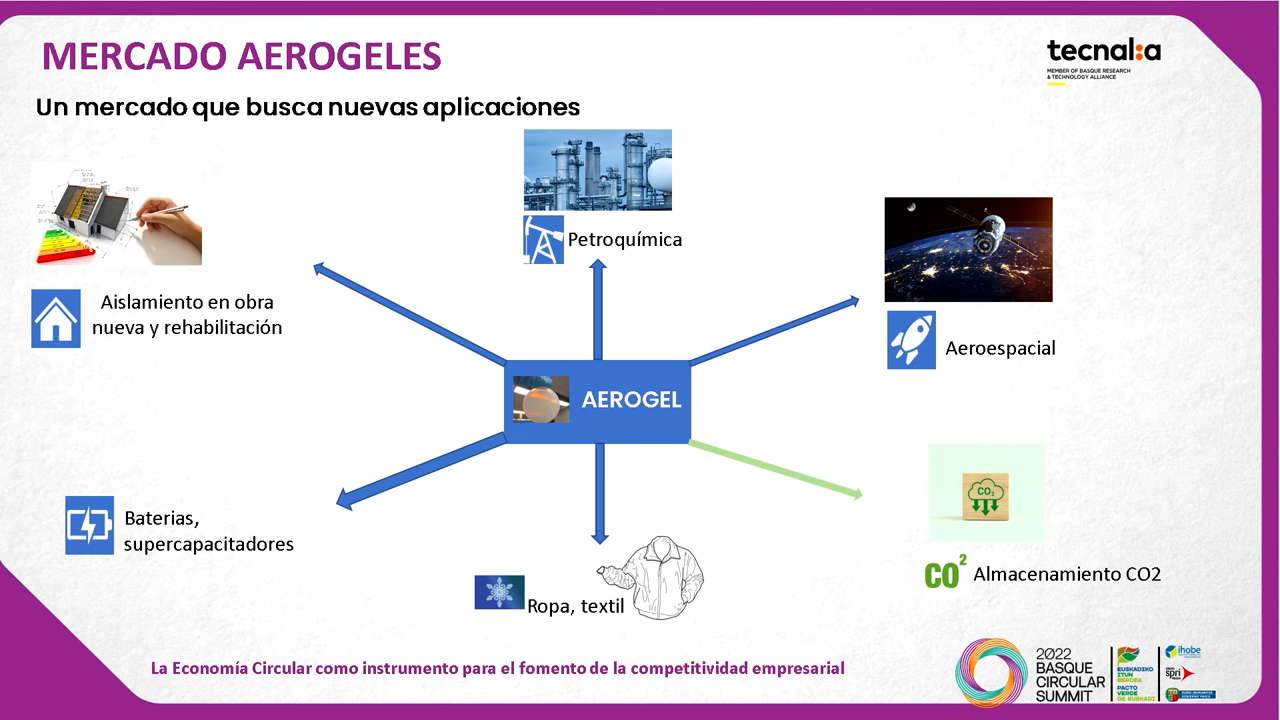 MERCADO AEROGELES
tecnalia
MEMBER OF BASQUE RESEARCH
& TECHNOLOGY ALLIANCE
Un mercado que busca nuevas aplicaciones
Petroquímica
Aislamiento en obra
nueva y rehabilitación
Aeroespacial
AEROGEL
CO₂
Baterias,
supercapacitadores
CO² Almacenamiento CO2
Ropa, textil
La Economía Circular como instrumento para el fomento de la competitividad empresarial
2022
BASQUE
CIRCULAR
SUMMIT
EUSKADIKO
ITUN
BERDEA
PACTO
VERDE
DE EUSKADI
ihobe
spri